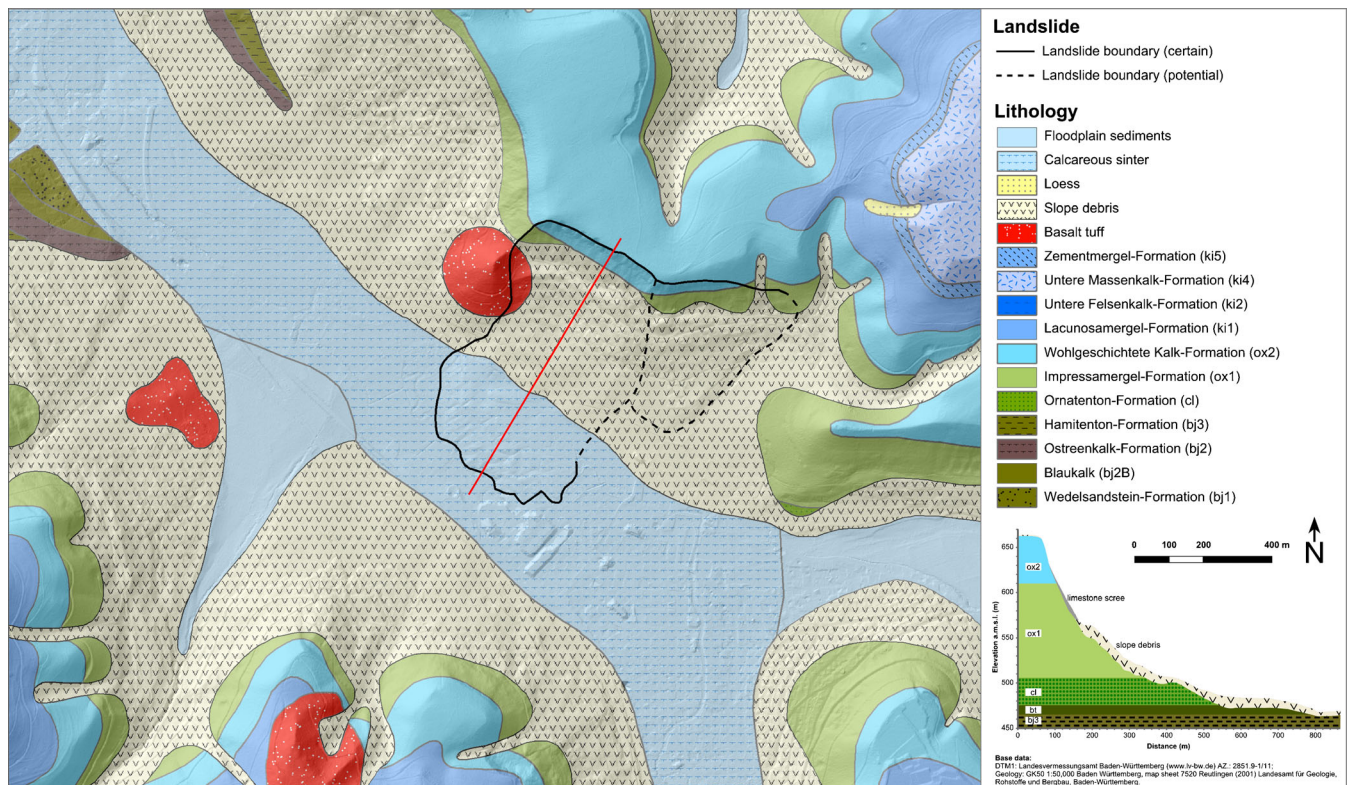 Landslide
Landslide boundary (certain)
Landslide boundary (potential)
Lithology
Floodplain sediments
Calcareous sinter
Loess
Slope debris
Basalt tuff
Zementmergel-Formation (ki5)
Untere Massenkalk-Formation (ki4)
Untere Felsenkalk-Formation (ki2)
Lacunosamergel-Formation (ki1)
Wohlgeschichtete Kalk-Formation (ox2)
Impressamergel-Formation (ox1)
Ornatenton-Formation (cl)
Hamitenton-Formation (bj3)
Ostreenkalk-Formation (bj2)
Blaukalk (bj2B)
Wedelsandstein-Formation (bj1)
0 100 200 400 m
N
Elevation a.m.s.l. (m)
650
600
550
500
450
ox2
ox1
cl
bt
bj3
limestone scree
slope debris
0 100 200 300 400 500 600 700 800
Distance (m)
Base data:
DTM1: Landesvermessungsamt Baden-Württemberg (www.lv-bw.de) AZ.: 2851.9-1/11;
Geology: GK50 1:50,000 Baden Württemberg, map sheet 7520 Reutlingen (2001) Landesamt für Geologie,
Rohstoffe und Bergbau, Baden-Württemberg.